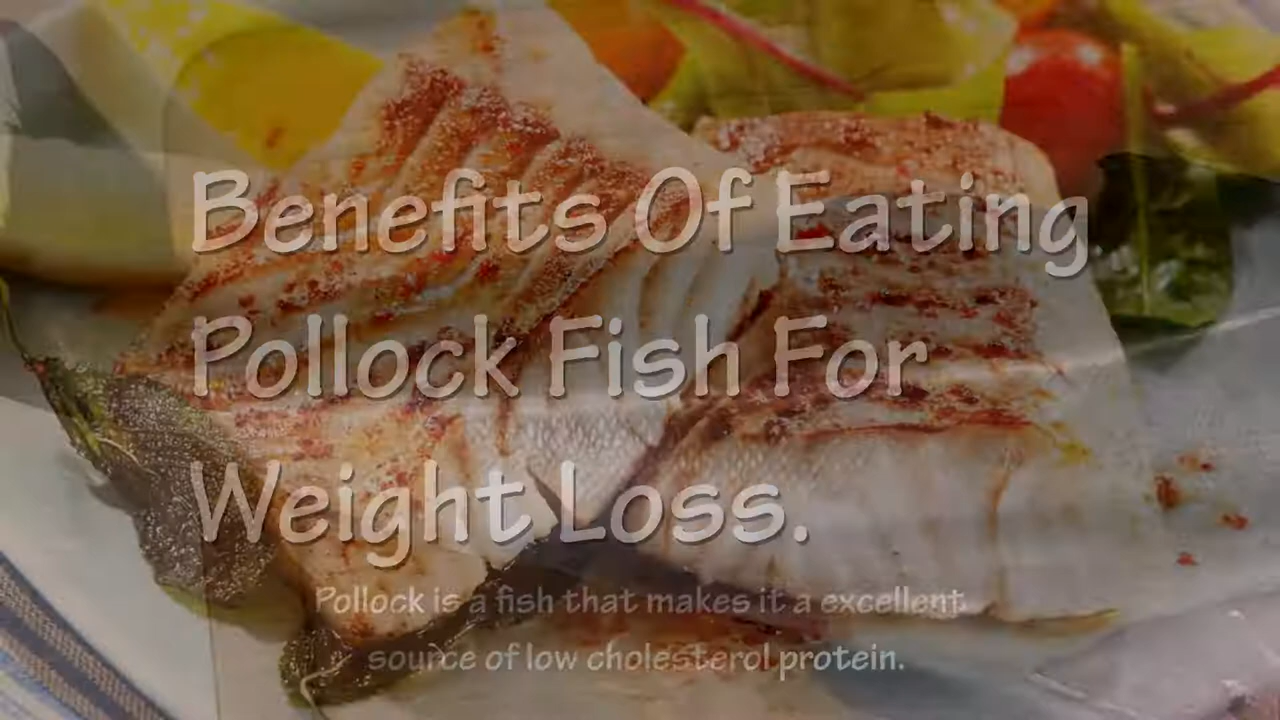 Benefits Of Eating
Pollock Fish For
Weight Loss.
Pollock is a fish that makes it a excellent
source of low cholesterol protein.